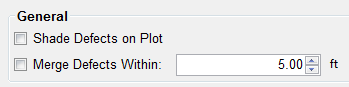 General
Shade Defects on Plot
Merge Defects Within: 5.00 ft